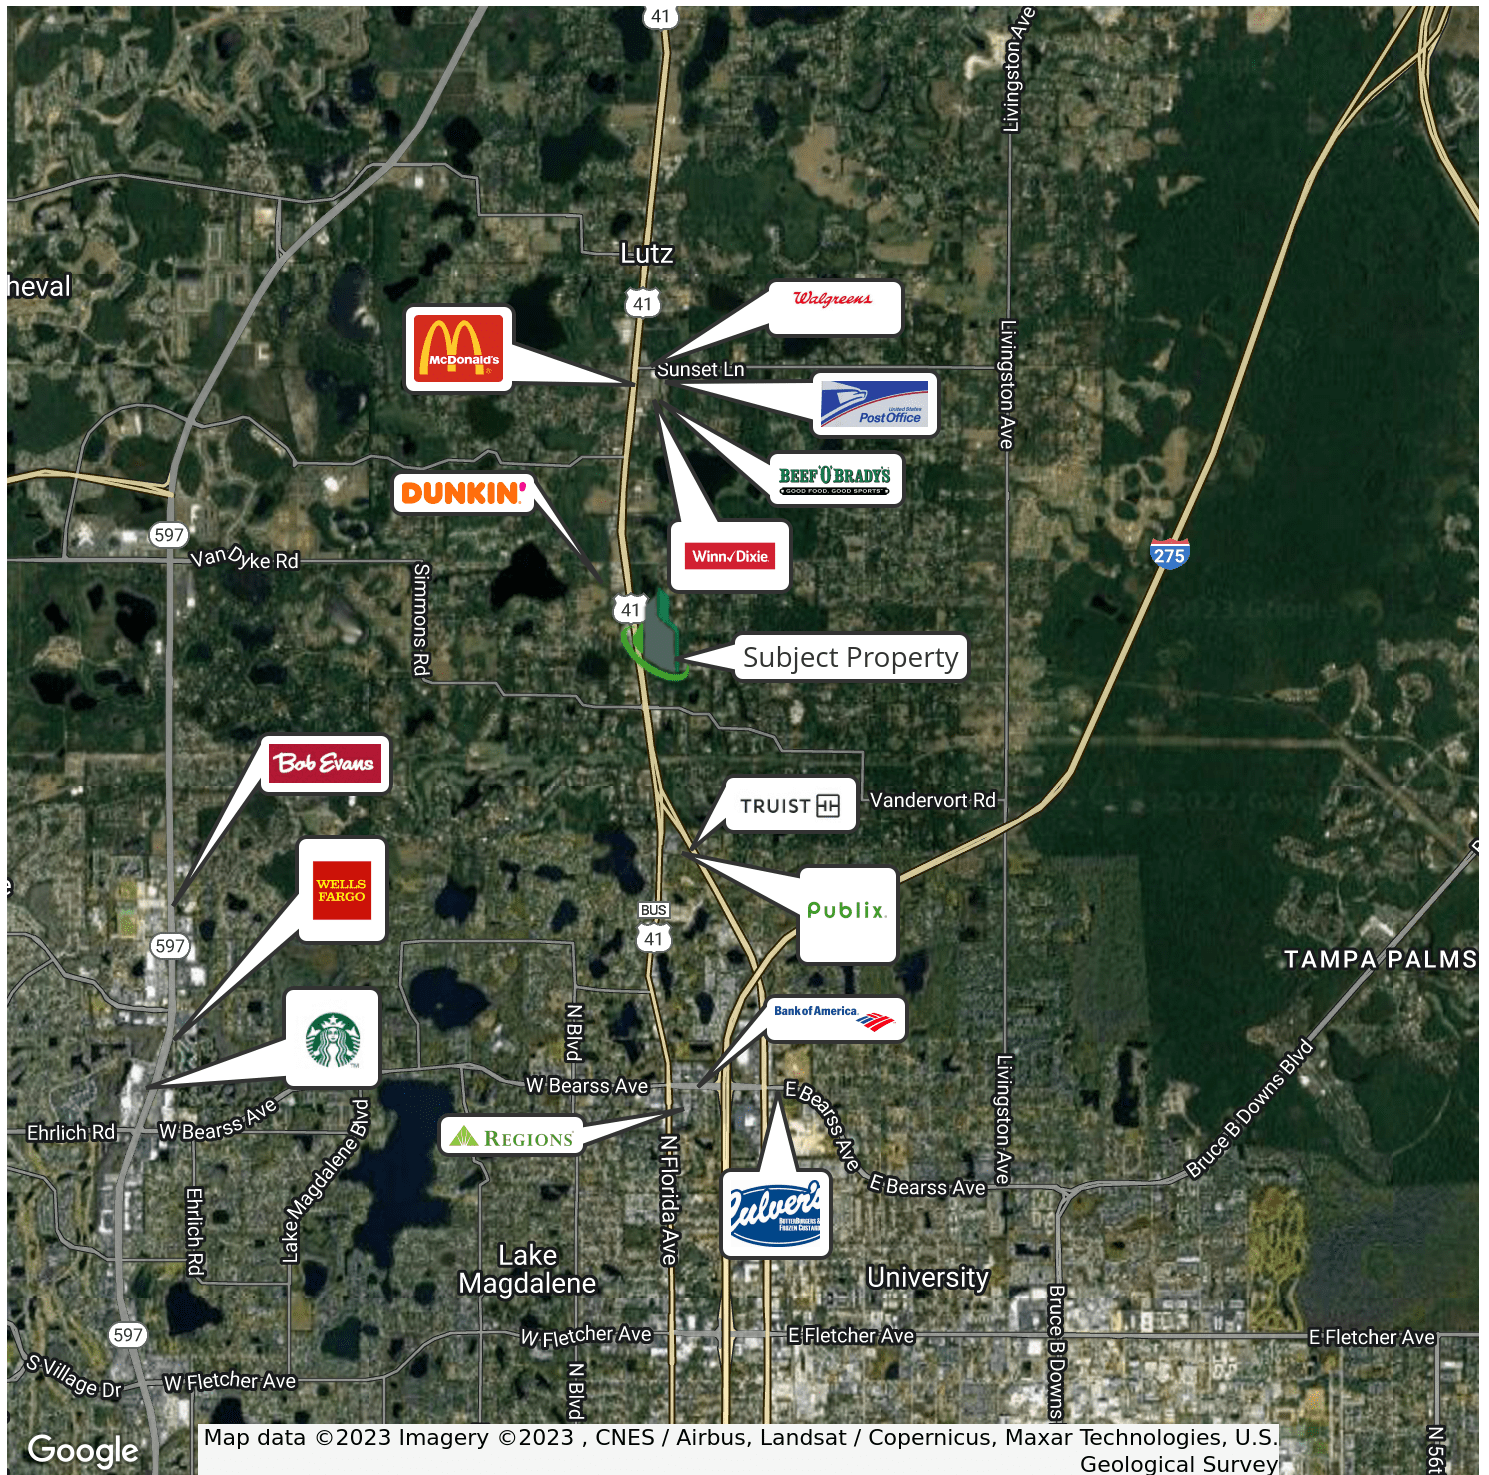 41
Livingston Ave
Lutz
heval
41
Walgreens
McDonald's
Sunset Ln
United States
Post Office
Livingston Ave
BEEF 'O' BRADY'S
GOOD FOOD. GOOD SPORTS
DUNKIN'
597
Winn✓Dixie
275
Van Dyke Rd
Simmons Rd
41
Subject Property
Bob Evans
TRUIST
Vandervort Rd
WELLS
FARGO
Publix
BUS
41
597
TAMPA PALMS
N Blvd
Bank of America
W Bearss Ave
E Bearss Ave
Livingston Ave
Bruce B Downs Blvd
Ehrlich Rd
W Bearss Ave
Lake Magdalene Blvd
REGIONS
N Florida Ave
E Bearss Ave
Ehrlich Rd
Culver's
BUTTERBURGERS &
FROZEN CUSTARD
Lake
Magdalene
University
597
W Fletcher Ave
E Fletcher Ave
Bruce B Downs
E Fletcher Ave
S Village Dr
W Fletcher Ave
N Blvd
N 56t
Google
Map data ©2023 Imagery ©2023 , CNES / Airbus, Landsat / Copernicus, Maxar Technologies, U.S.
Geological Survey